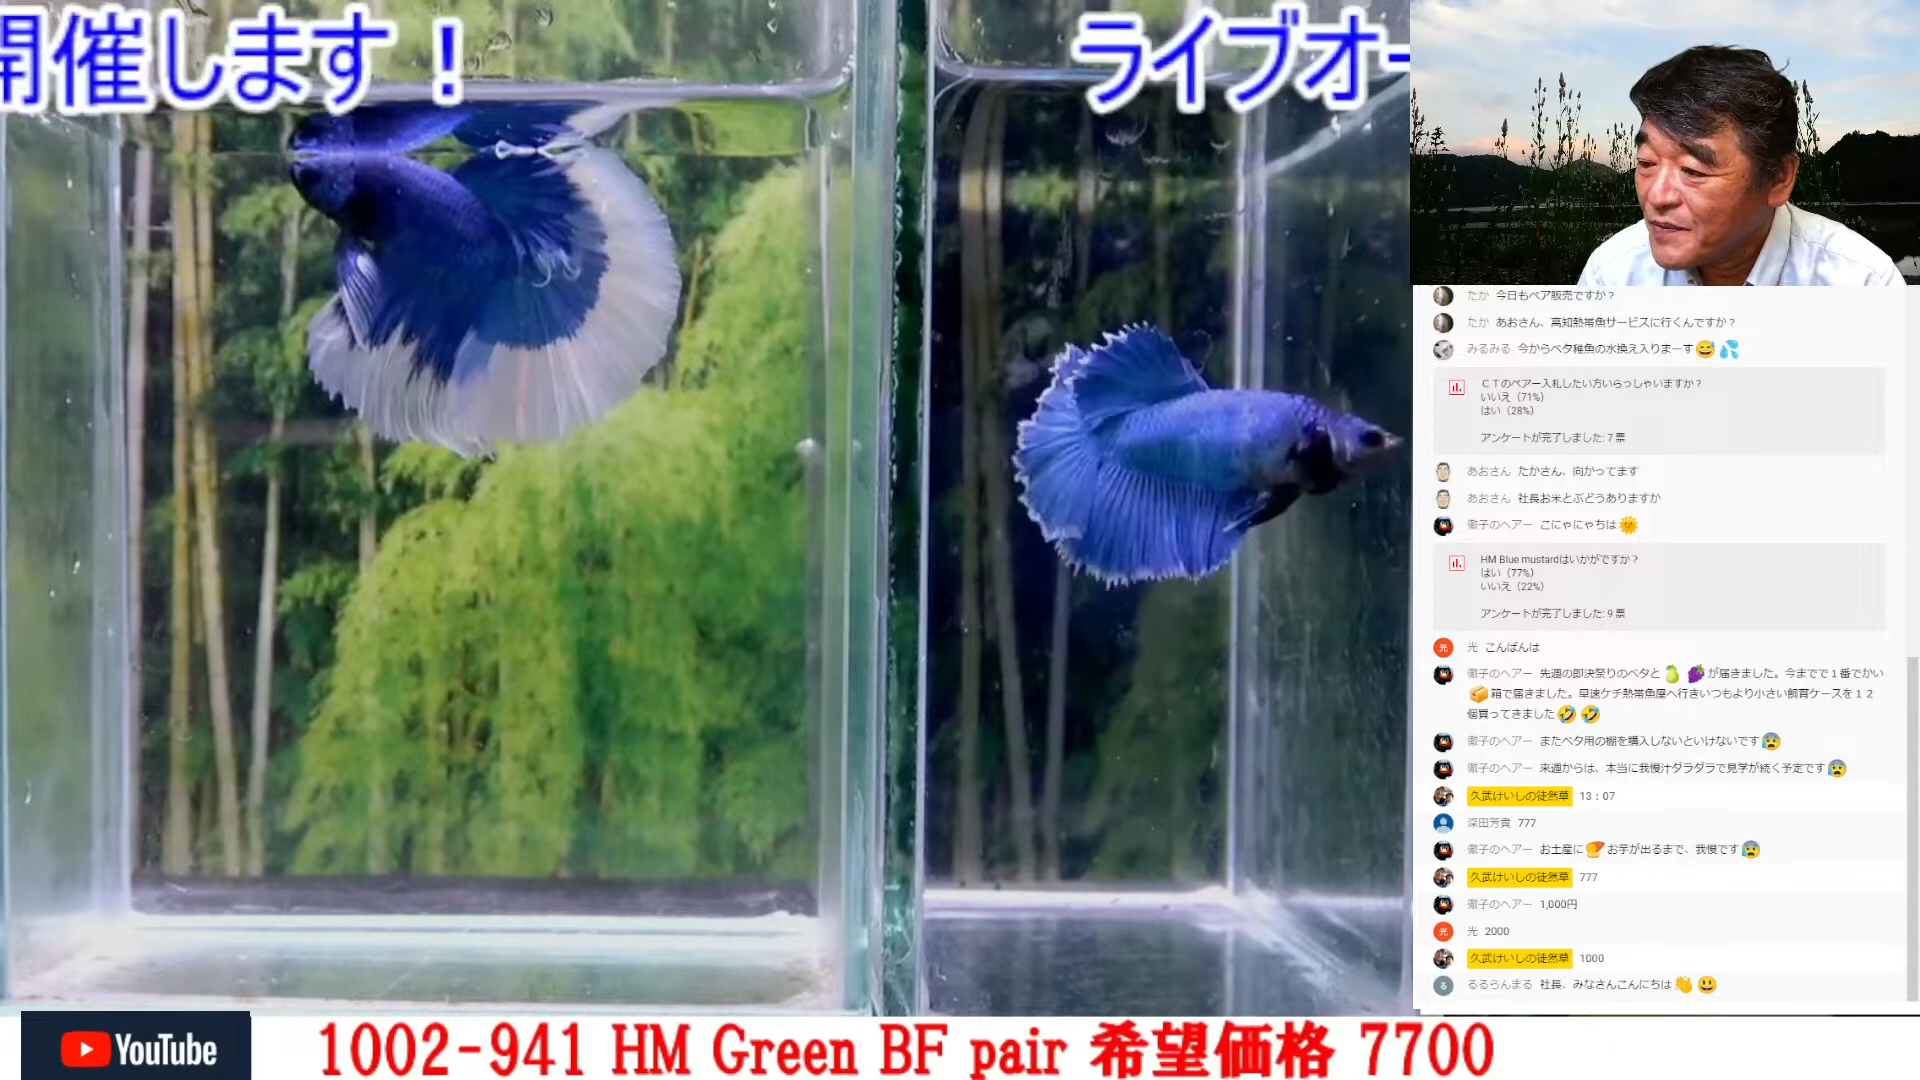 開催します！
ライブオー
たか 今日もペア販売ですか？
たか あおさん、高知熱帯魚サービスに行くんですか？
みるみる 今からベタ稚魚の水換え入りまーす😅💦
ＣＴのペアー入札したい方いらっしゃいますか？
いいえ（71%）
はい（28%）
アンケートが完了しました: 7 票
あおさん たかさん、向かってます
あおさん 社長お米とぶどうありますか
徹子のヘアー こにゃにゃちは🌞
HM Blue mustardはいかがですか？
はい（77%）
いいえ（22%）
アンケートが完了しました: 9 票
光 光 こんばんは
徹子のヘアー 先週の即決祭りのベタと🍐🍇が届きました。今までで１番でかい
📦箱で届きました。早速ケチ熱帯魚屋へ行きいつもより小さい飼育ケースを１２
個買ってきました🤣🤣
徹子のヘアー またベタ用の棚を購入しないといけないです😰
徹子のヘアー 来週からは、本当に我慢汁ダラダラで見学が続く予定です😰
久武けいしの徒然草 13：07
深田芳貴 777
徹子のヘアー お土産に🍠お芋が出るまで、我慢です😰
久武けいしの徒然草 777
徹子のヘアー 1,000円
光 光 2000
久武けいしの徒然草 1000
る るるらんまる 社長、みなさんこんにちは👋😃
YouTube
1002-941 HM Green BF pair 希望価格 7700